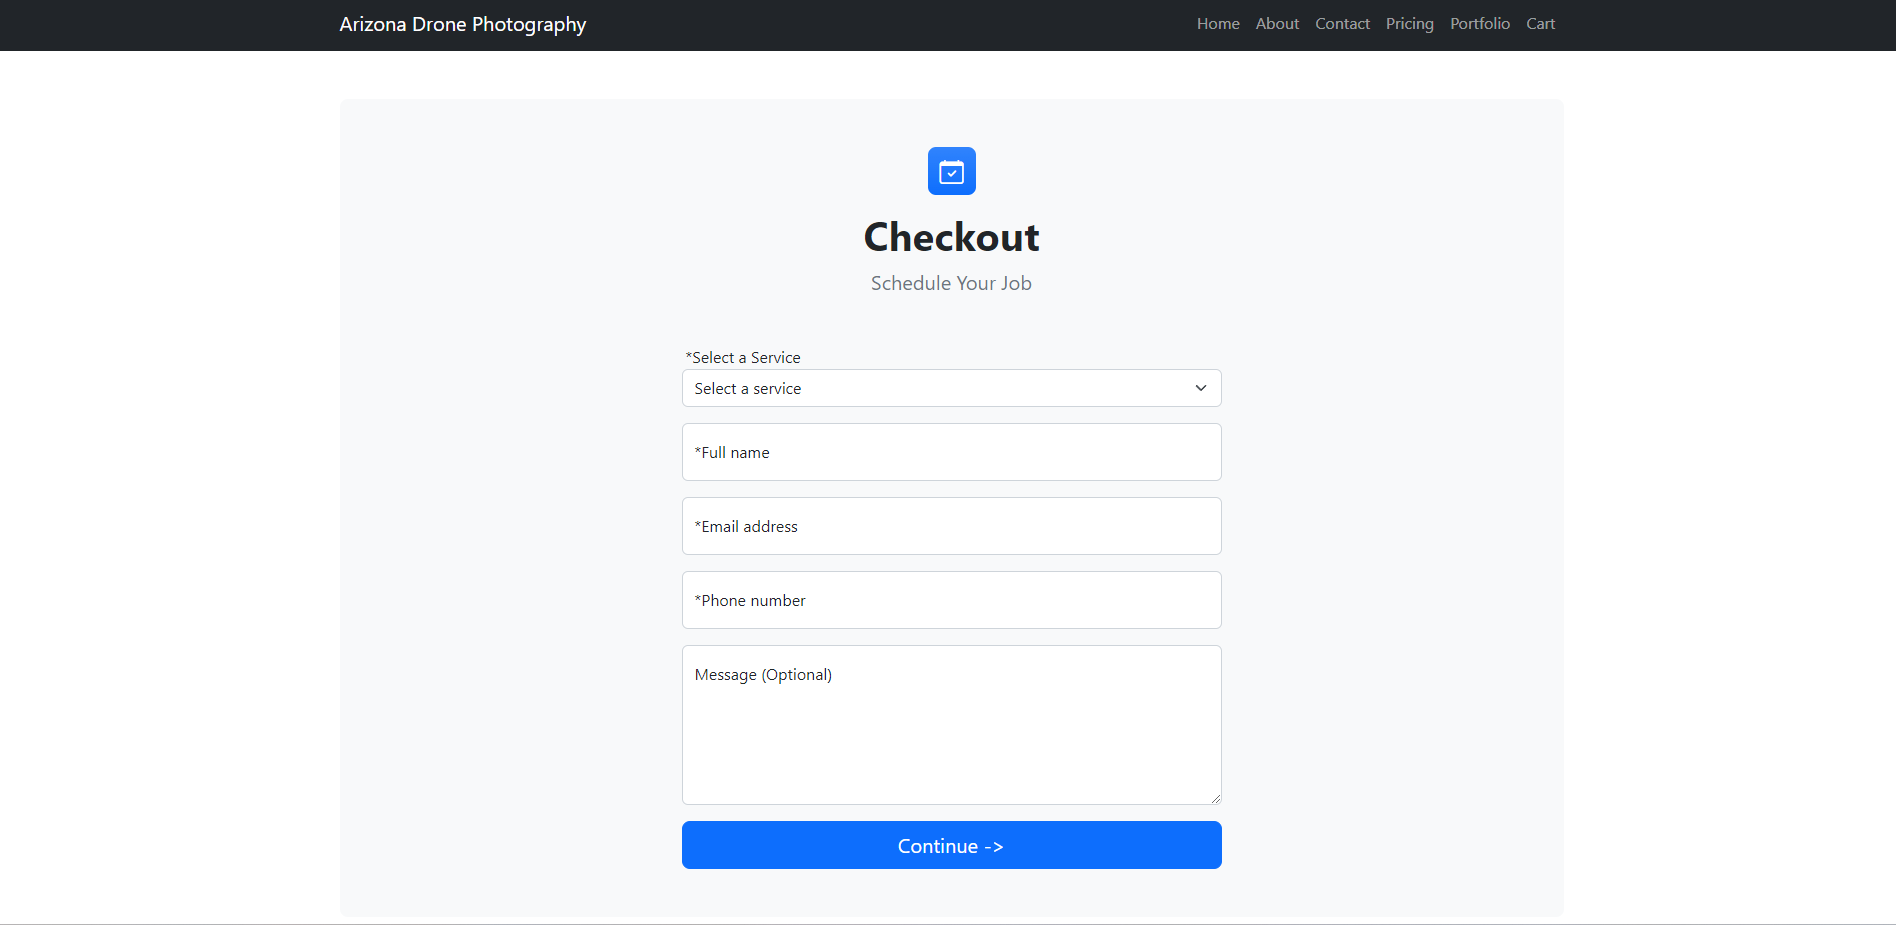 Arizona Drone Photography
Home About Contact Pricing Portfolio Cart
Checkout
Schedule Your Job
*Select a Service
Select a service
*Full name
*Email address
*Phone number
Message (Optional)
Continue ->